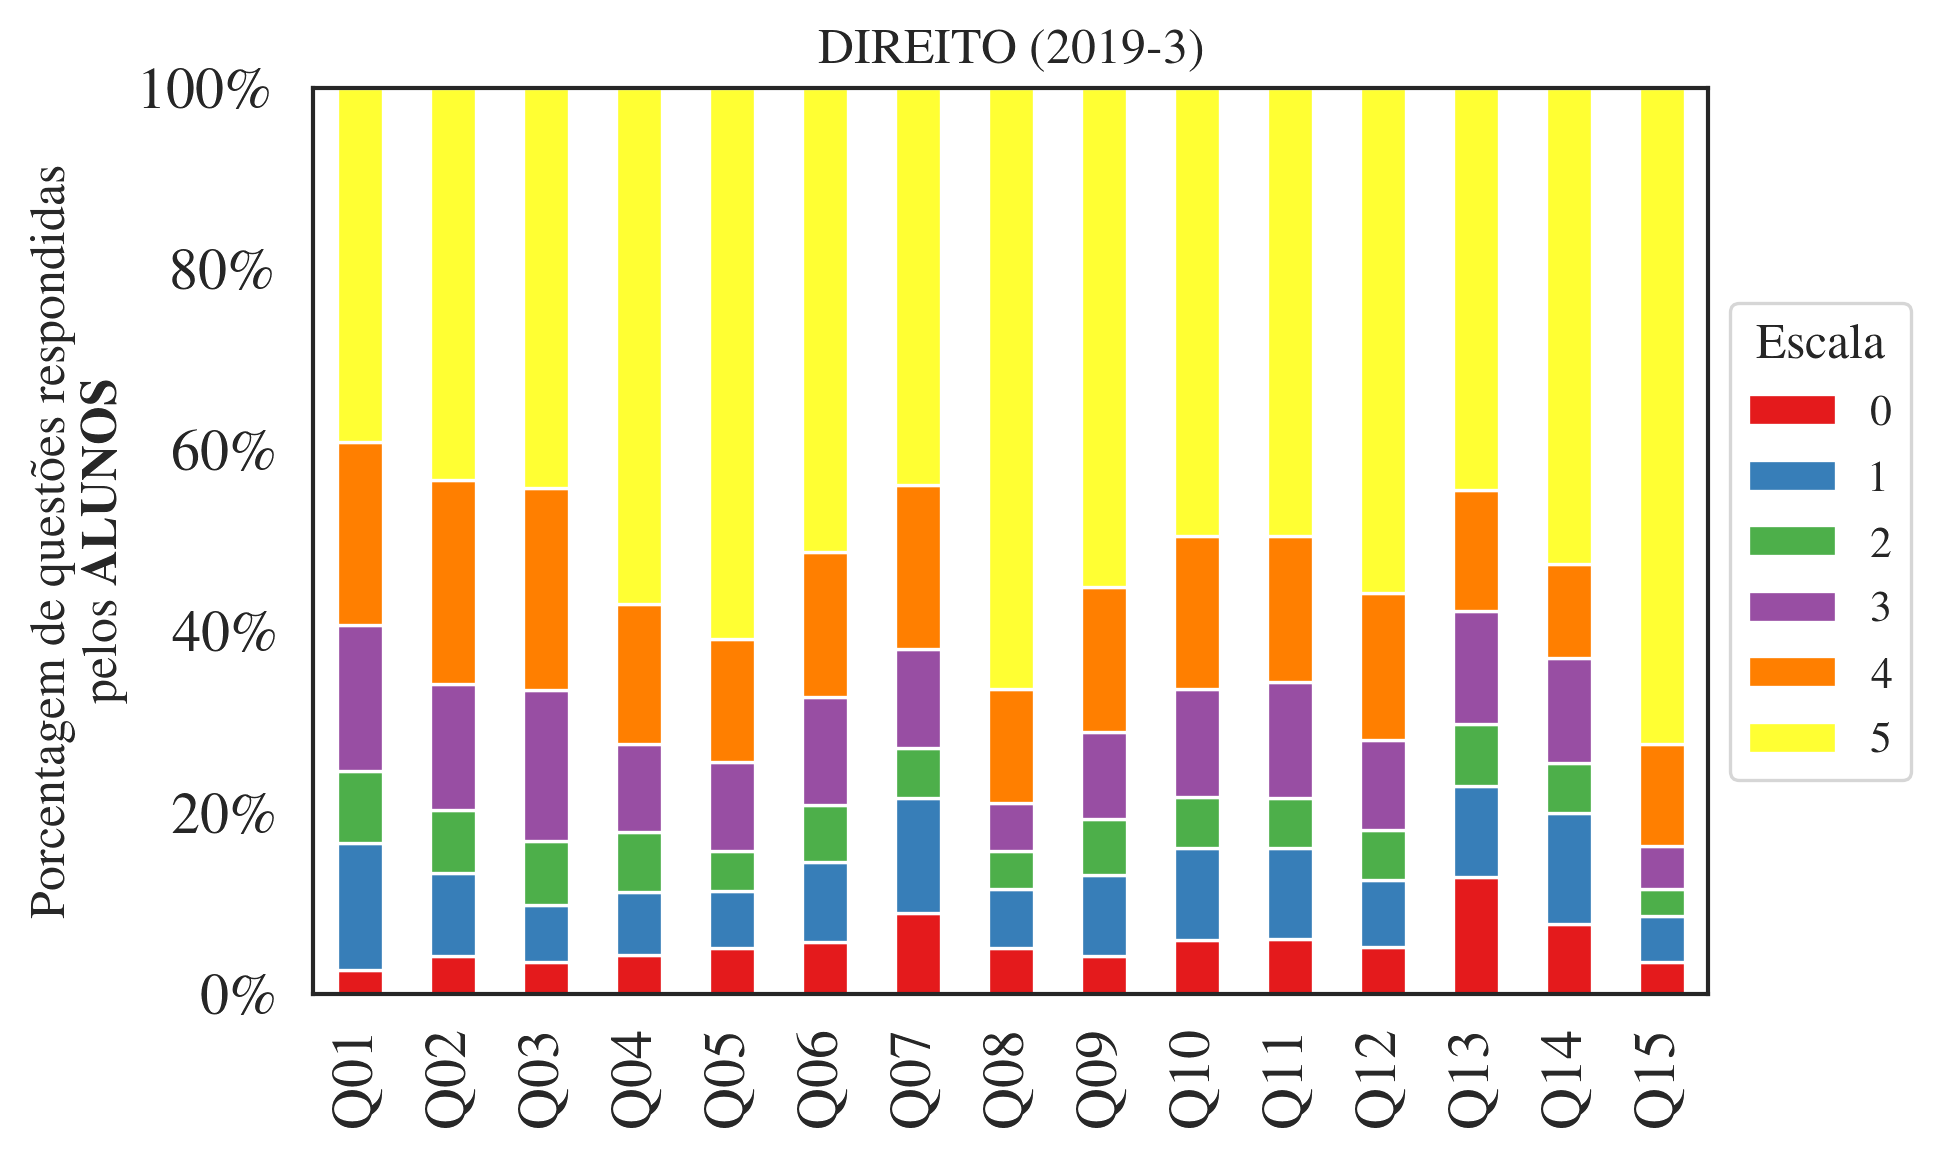 DIREITO (2019-3)
Porcentagem de questões respondidas
pelos ALUNOS
100%
80%
60%
40%
20%
0%
Q01
Q02
Q03
Q04
Q05
Q06
Q07
Q08
Q09
Q10
Q11
Q12
Q13
Q14
Q15
Escala
0
1
2
3
4
5